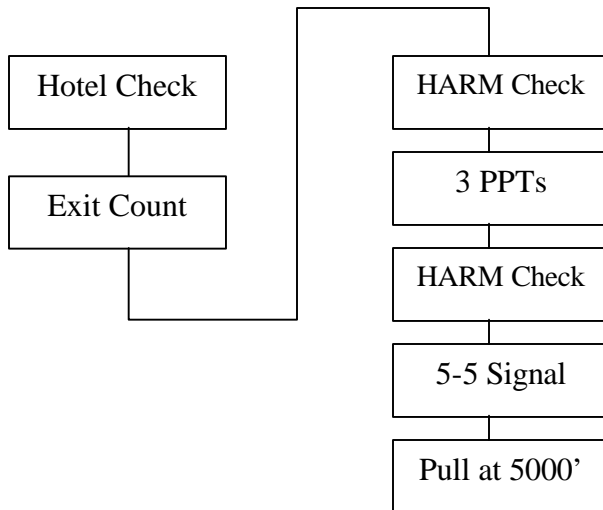 Hotel Check
Exit Count
HARM Check
3 PPTs
HARM Check
5-5 Signal
Pull at 5000’